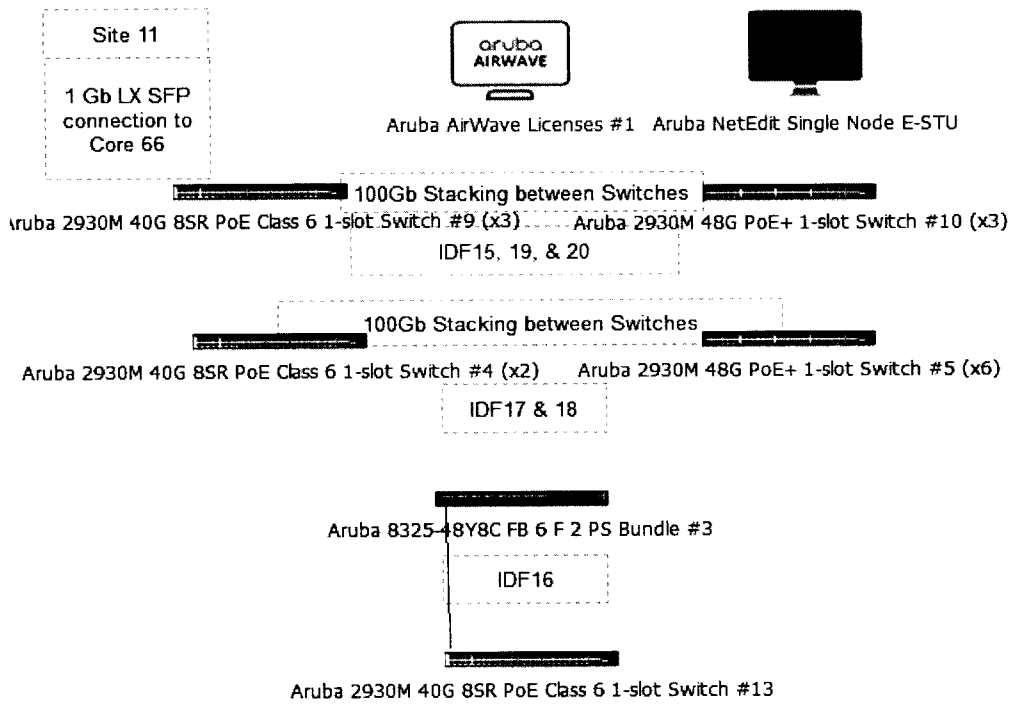 Site 11
1 Gb LX SFP
connection to
Core 66
aruba
AIRWAVE
Aruba AirWave Licenses #1
Aruba NetEdit Single Node E-STU
100Gb Stacking between Switches
Aruba 2930M 40G 8SR PoE Class 6 1-slot Switch #9 (x3)
Aruba 2930M 48G PoE+ 1-slot Switch #10 (x3)
IDF15, 19, & 20
100Gb Stacking between Switches
Aruba 2930M 40G 8SR PoE Class 6 1-slot Switch #4 (x2)
Aruba 2930M 48G PoE+ 1-slot Switch #5 (x6)
IDF17 & 18
Aruba 8325-48Y8C FB 6 F 2 PS Bundle #3
IDF16
Aruba 2930M 40G 8SR PoE Class 6 1-slot Switch #13